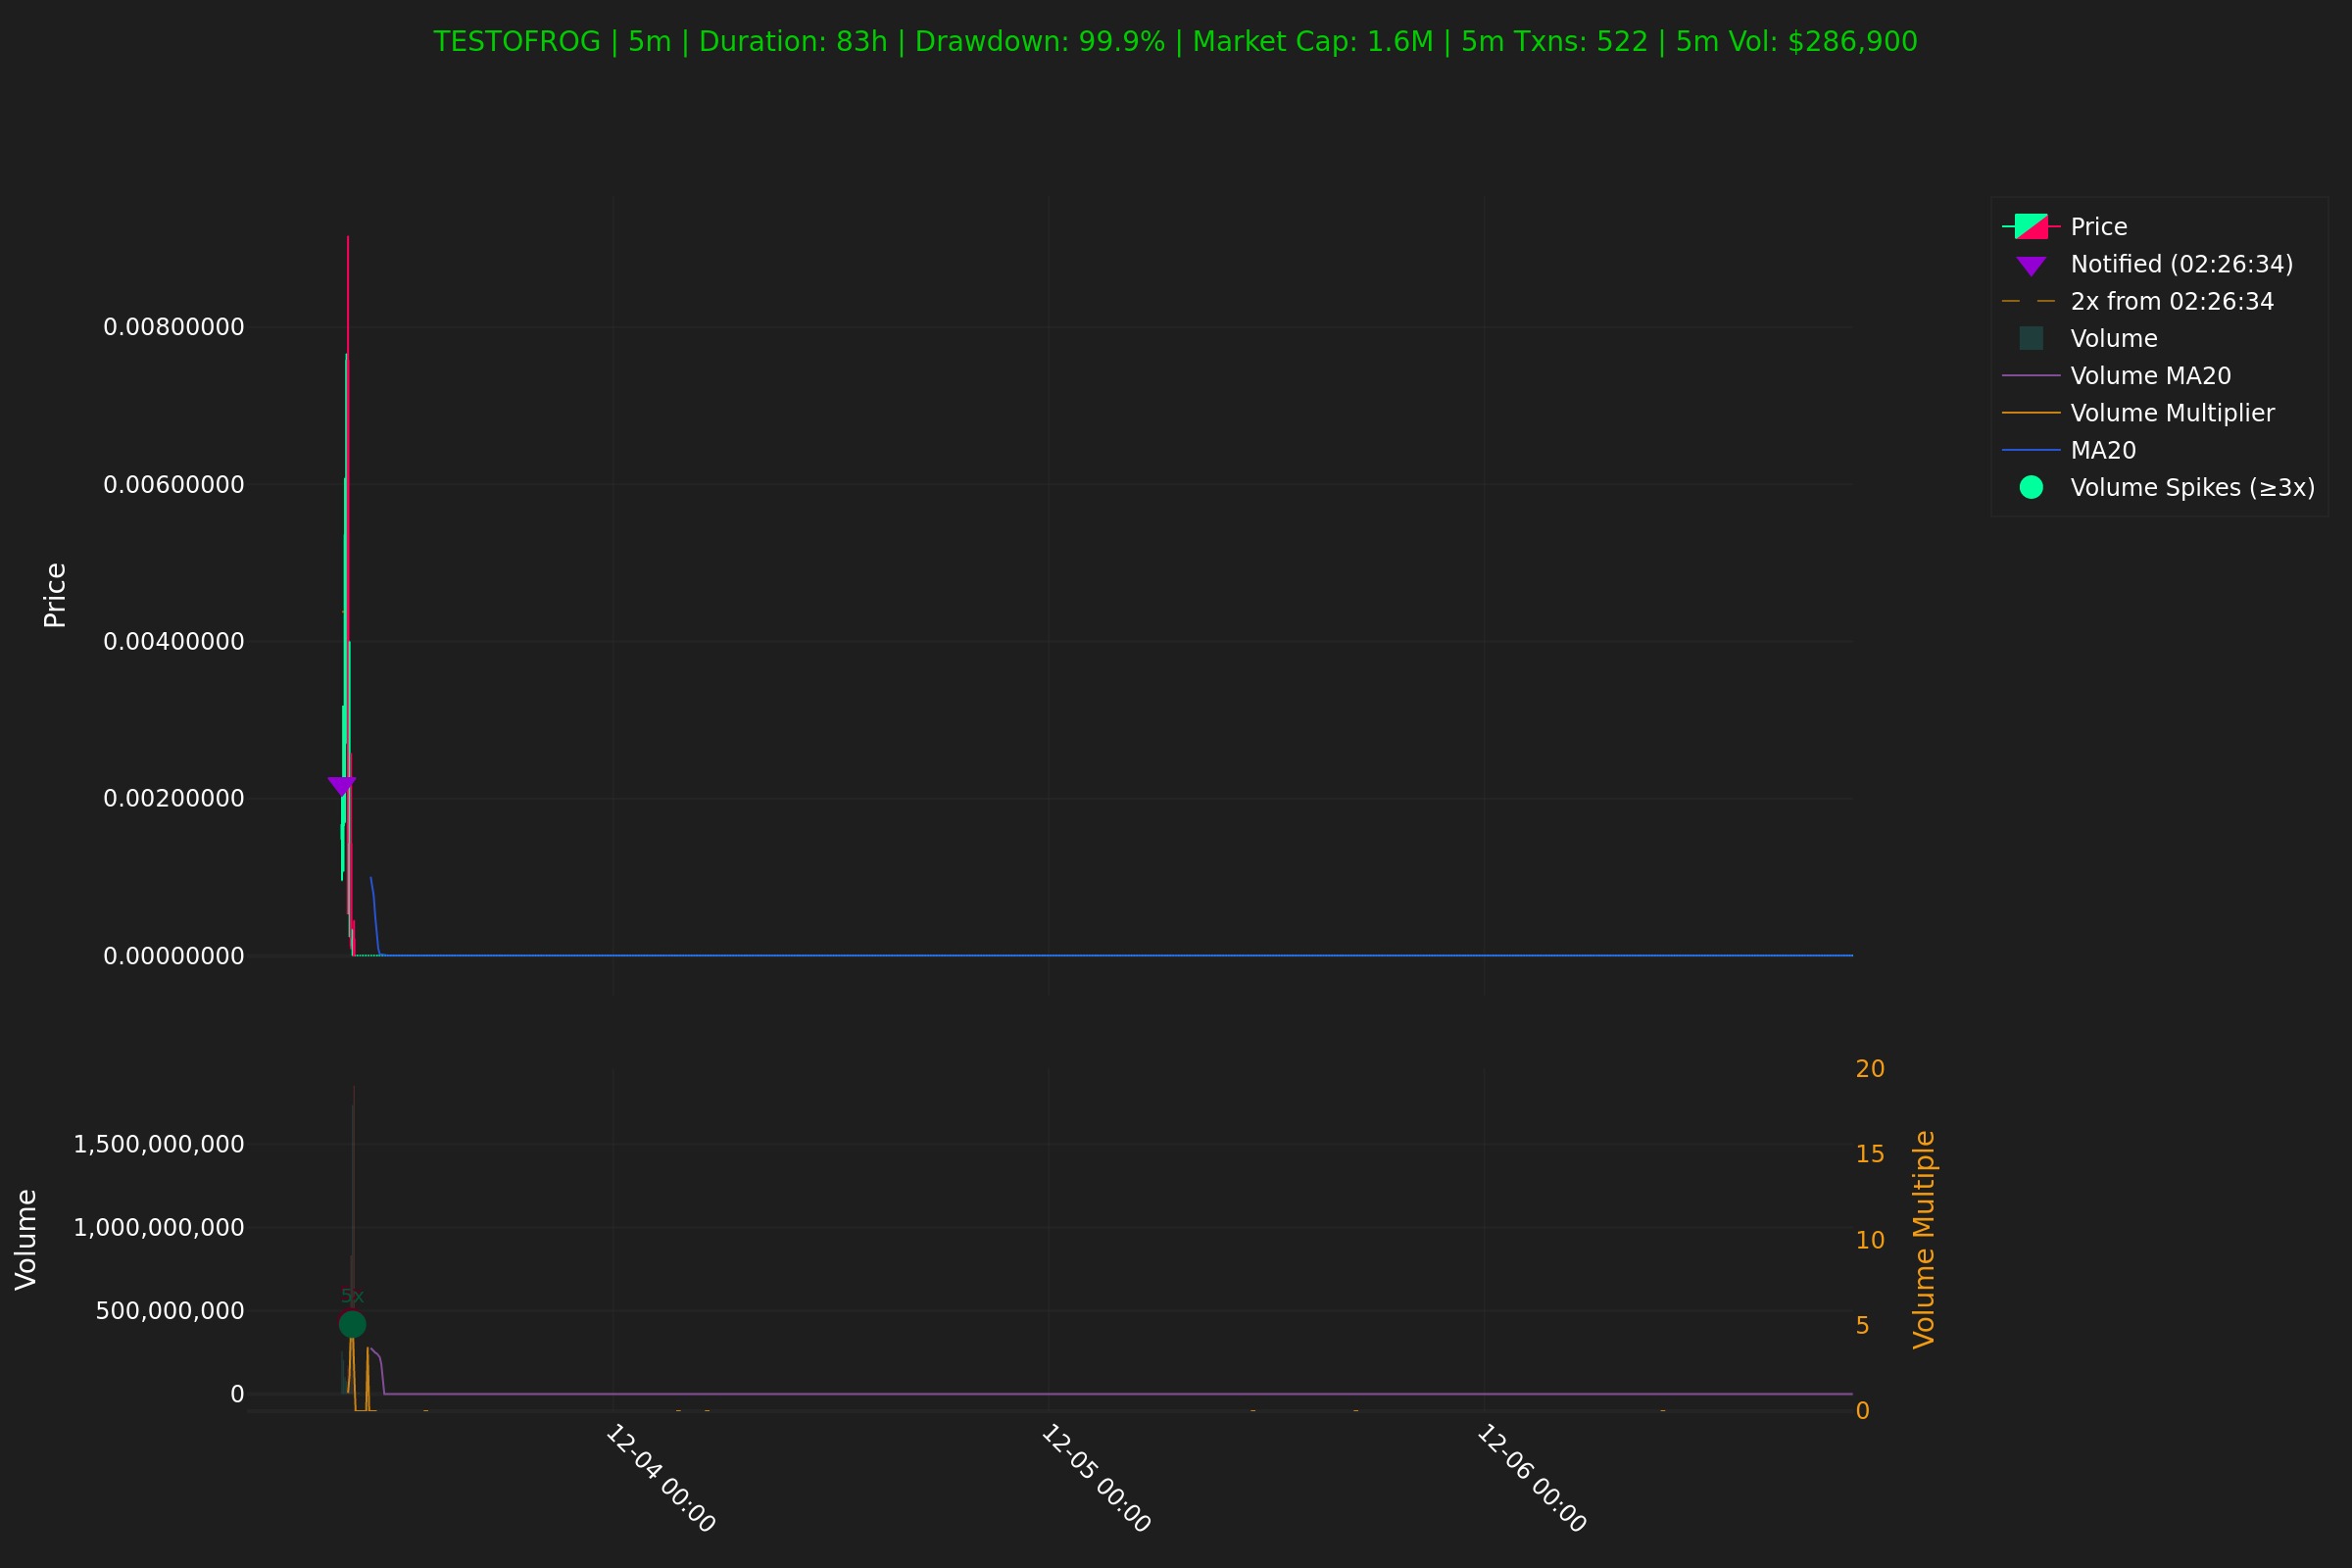 TESTOFROG | 5m | Duration: 83h | Drawdown: 99.9% | Market Cap: 1.6M | 5m Txns: 522 | 5m Vol: $286,900
Price
Notified (02:26:34)
2x from 02:26:34
Volume
Volume MA20
Volume Multiplier
MA20
Volume Spikes (≥3x)
Price
0.00800000
0.00600000
0.00400000
0.00200000
0.00000000
Volume
1,500,000,000
1,000,000,000
500,000,000
0
5x
20
15
10
5
0
Volume Multiple
12-04 00:00
12-05 00:00
12-06 00:00